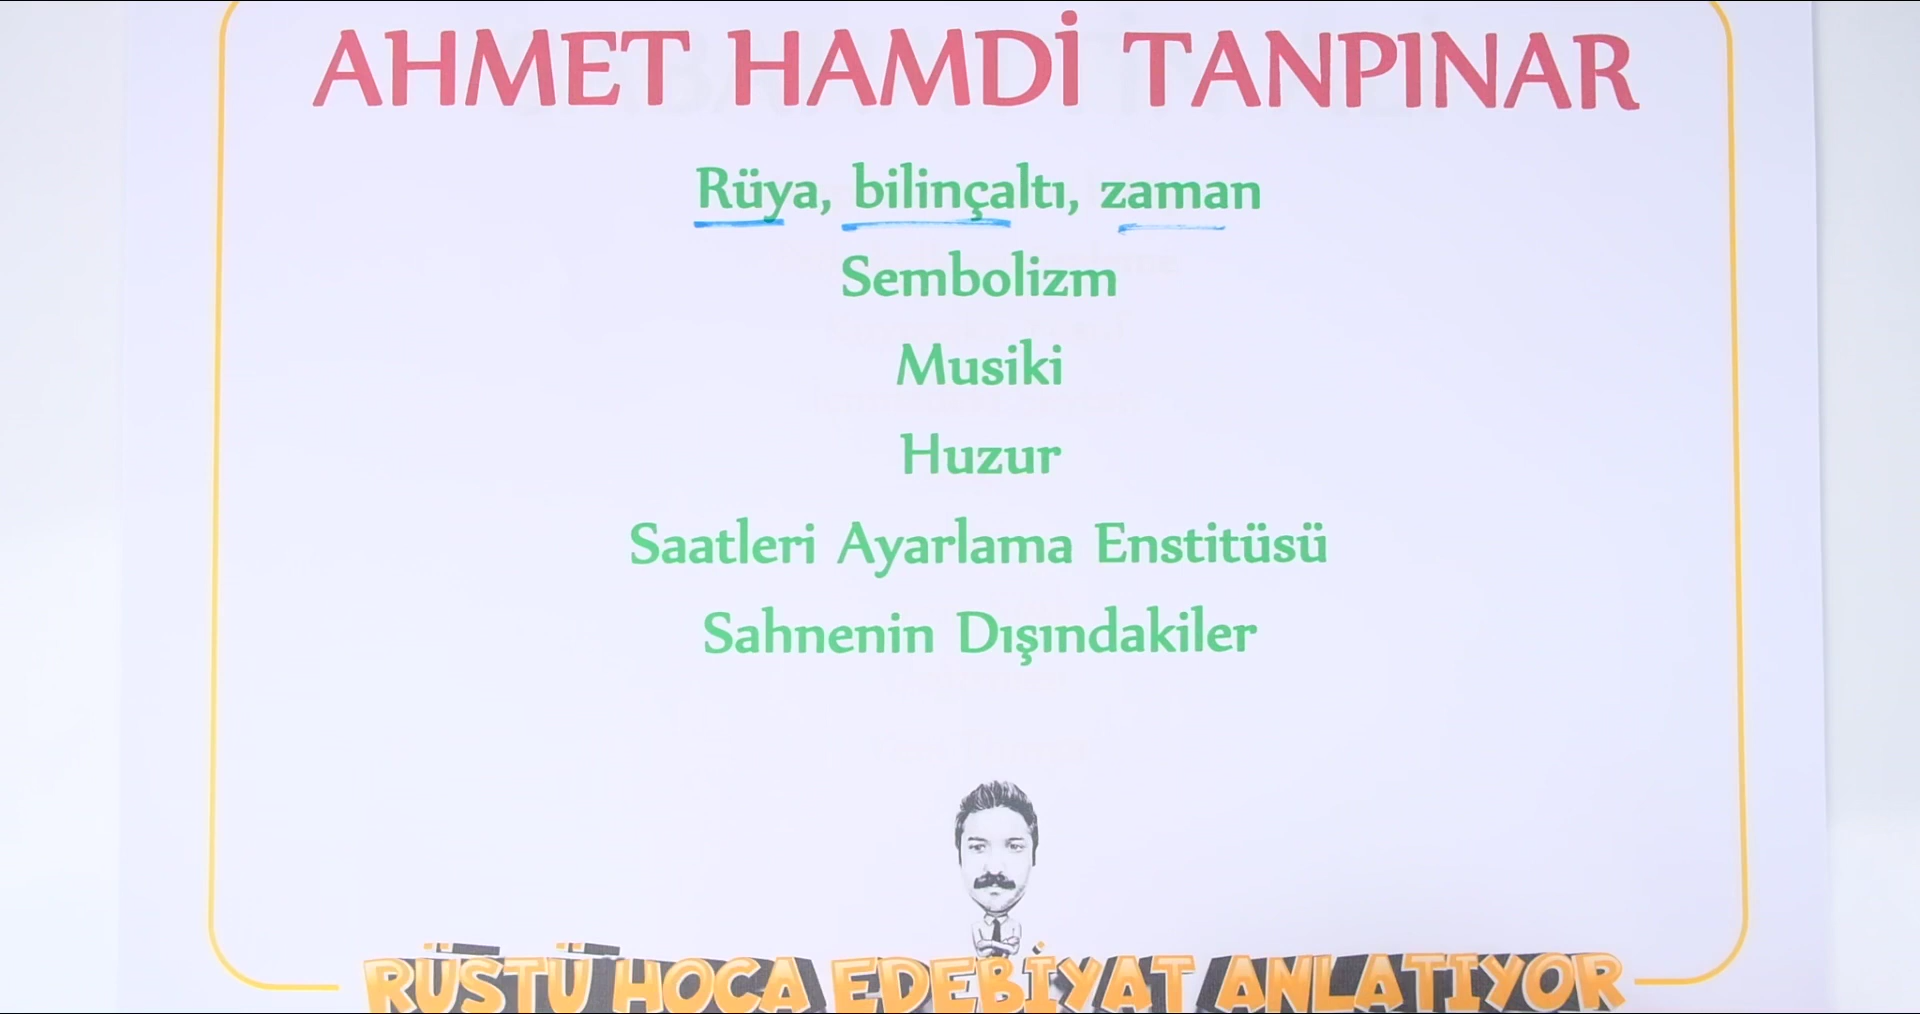 AHMET HAMDİ TANPINAR
Rüya, bilinçaltı, zaman
Sembolizm
Musiki
Huzur
Saatleri Ayarlama Enstitüsü
Sahnenin Dışındakiler
RÜŞTÜ HOCA EDEBİYAT ANLATIYOR